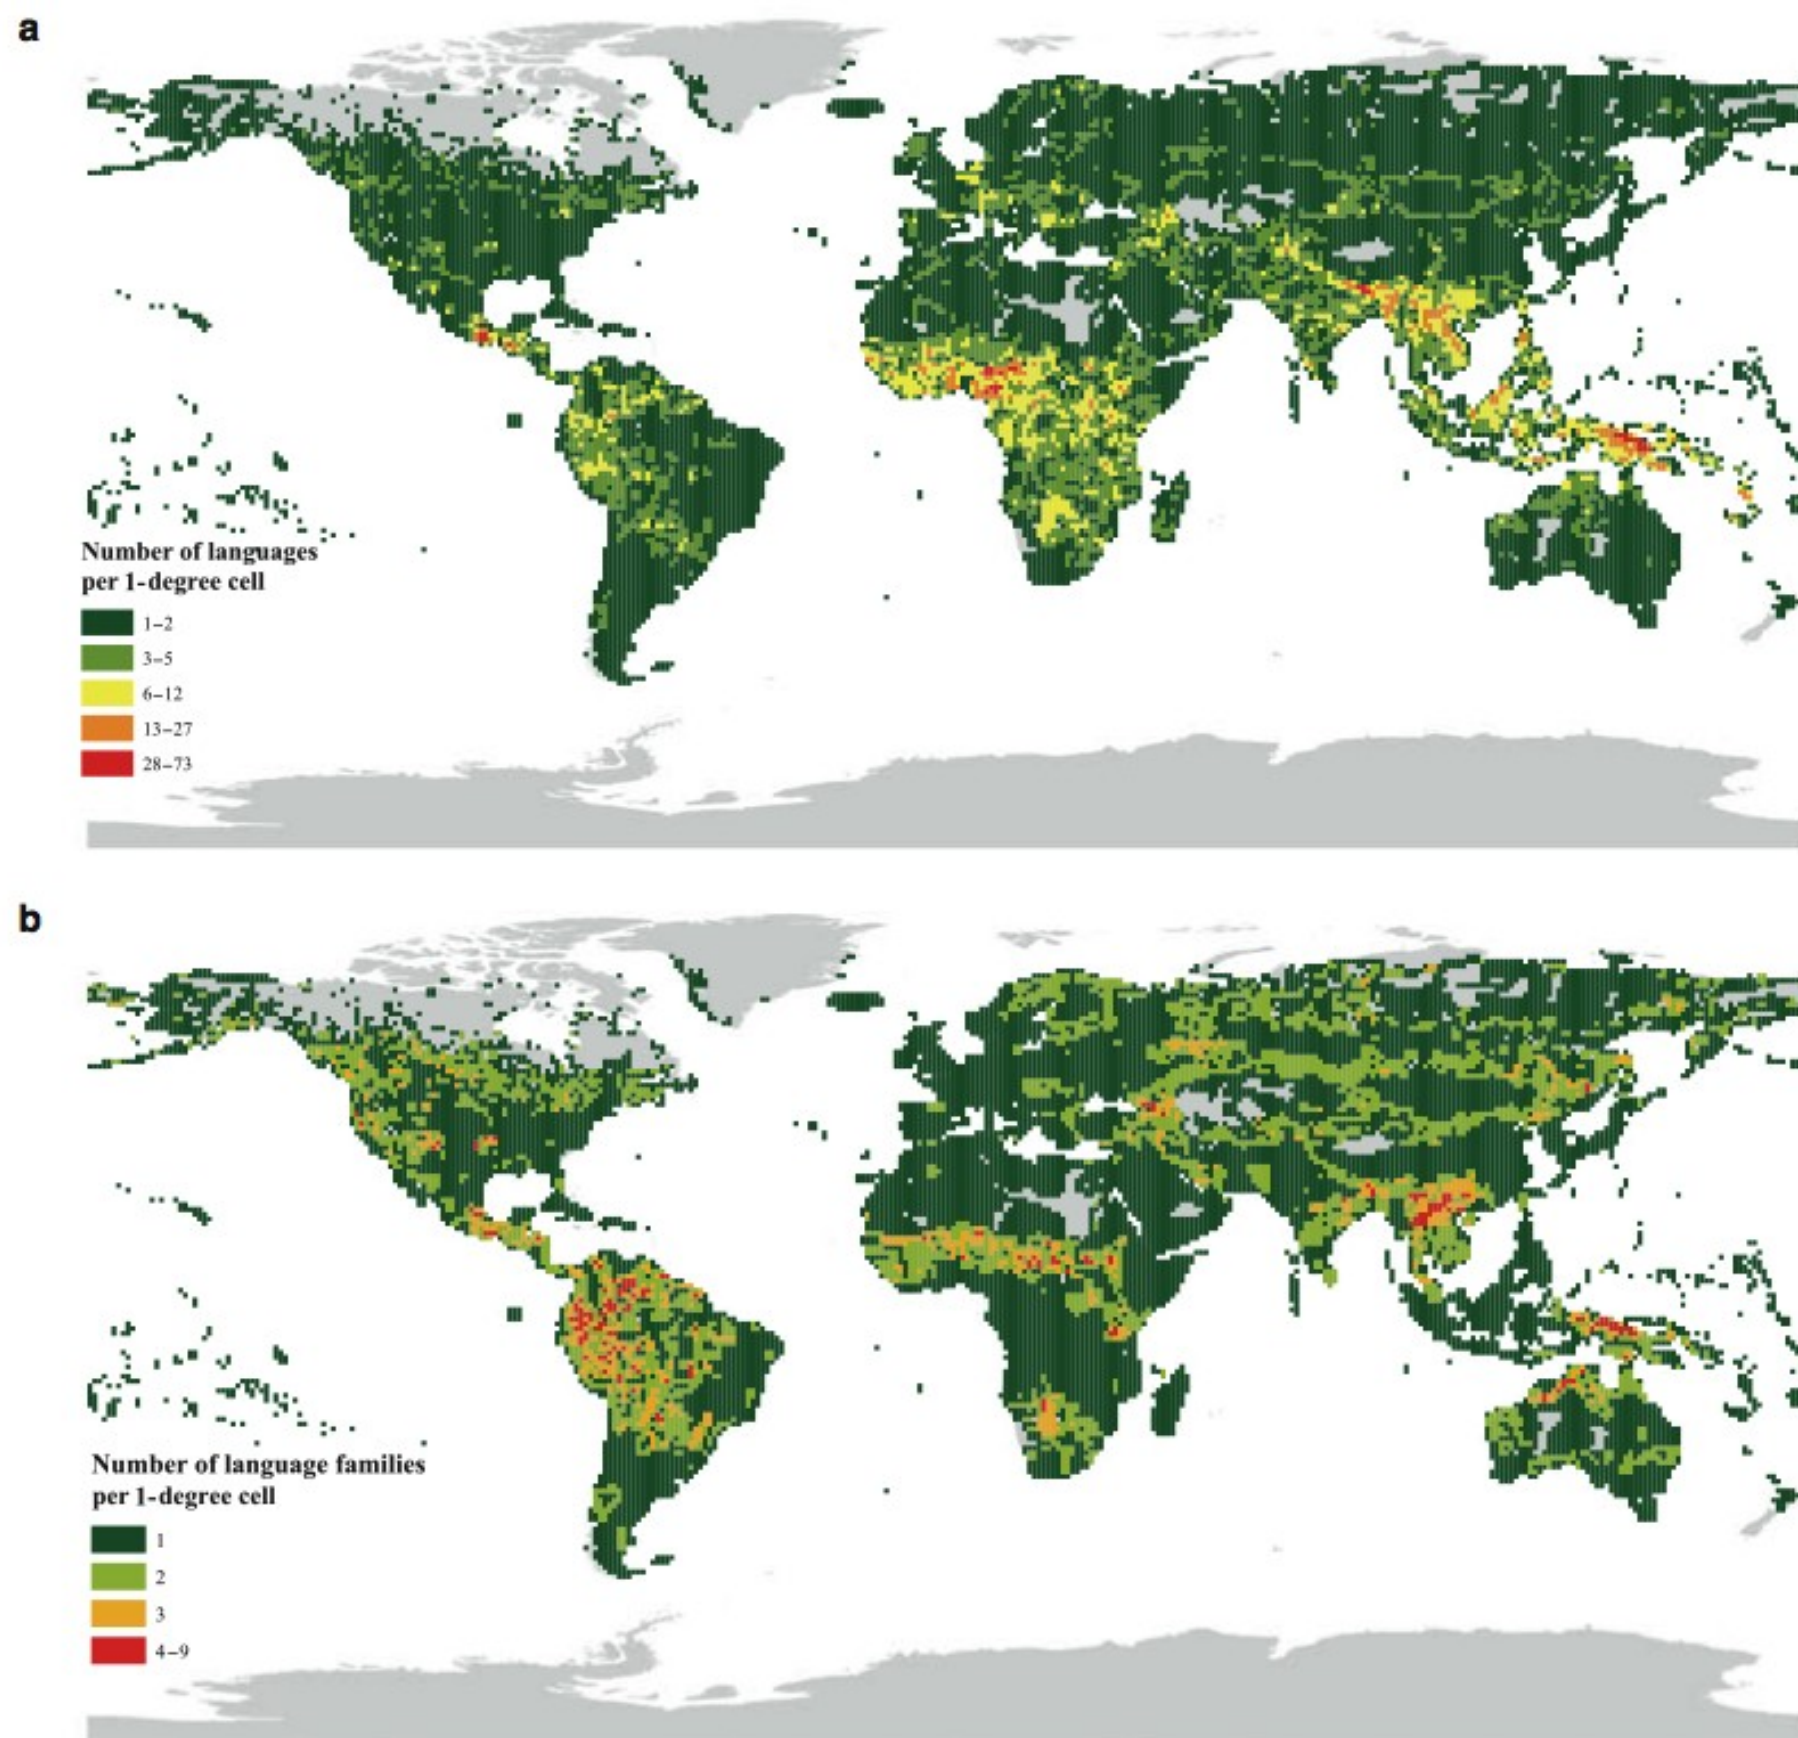 a
Number of languages
per 1-degree cell
1–2
3–5
6–12
13–27
28–73
b
Number of language families
per 1-degree cell
1
2
3
4–9